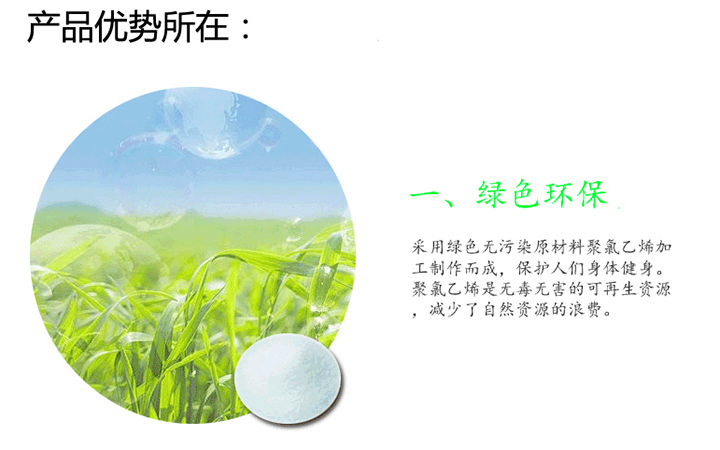 产品优势所在：
一、绿色环保
采用绿色无污染原材料聚氯乙烯加
工制作而成，保护人们身体健身。
聚氯乙烯是无毒无害的可再生资源
，减少了自然资源的浪费。